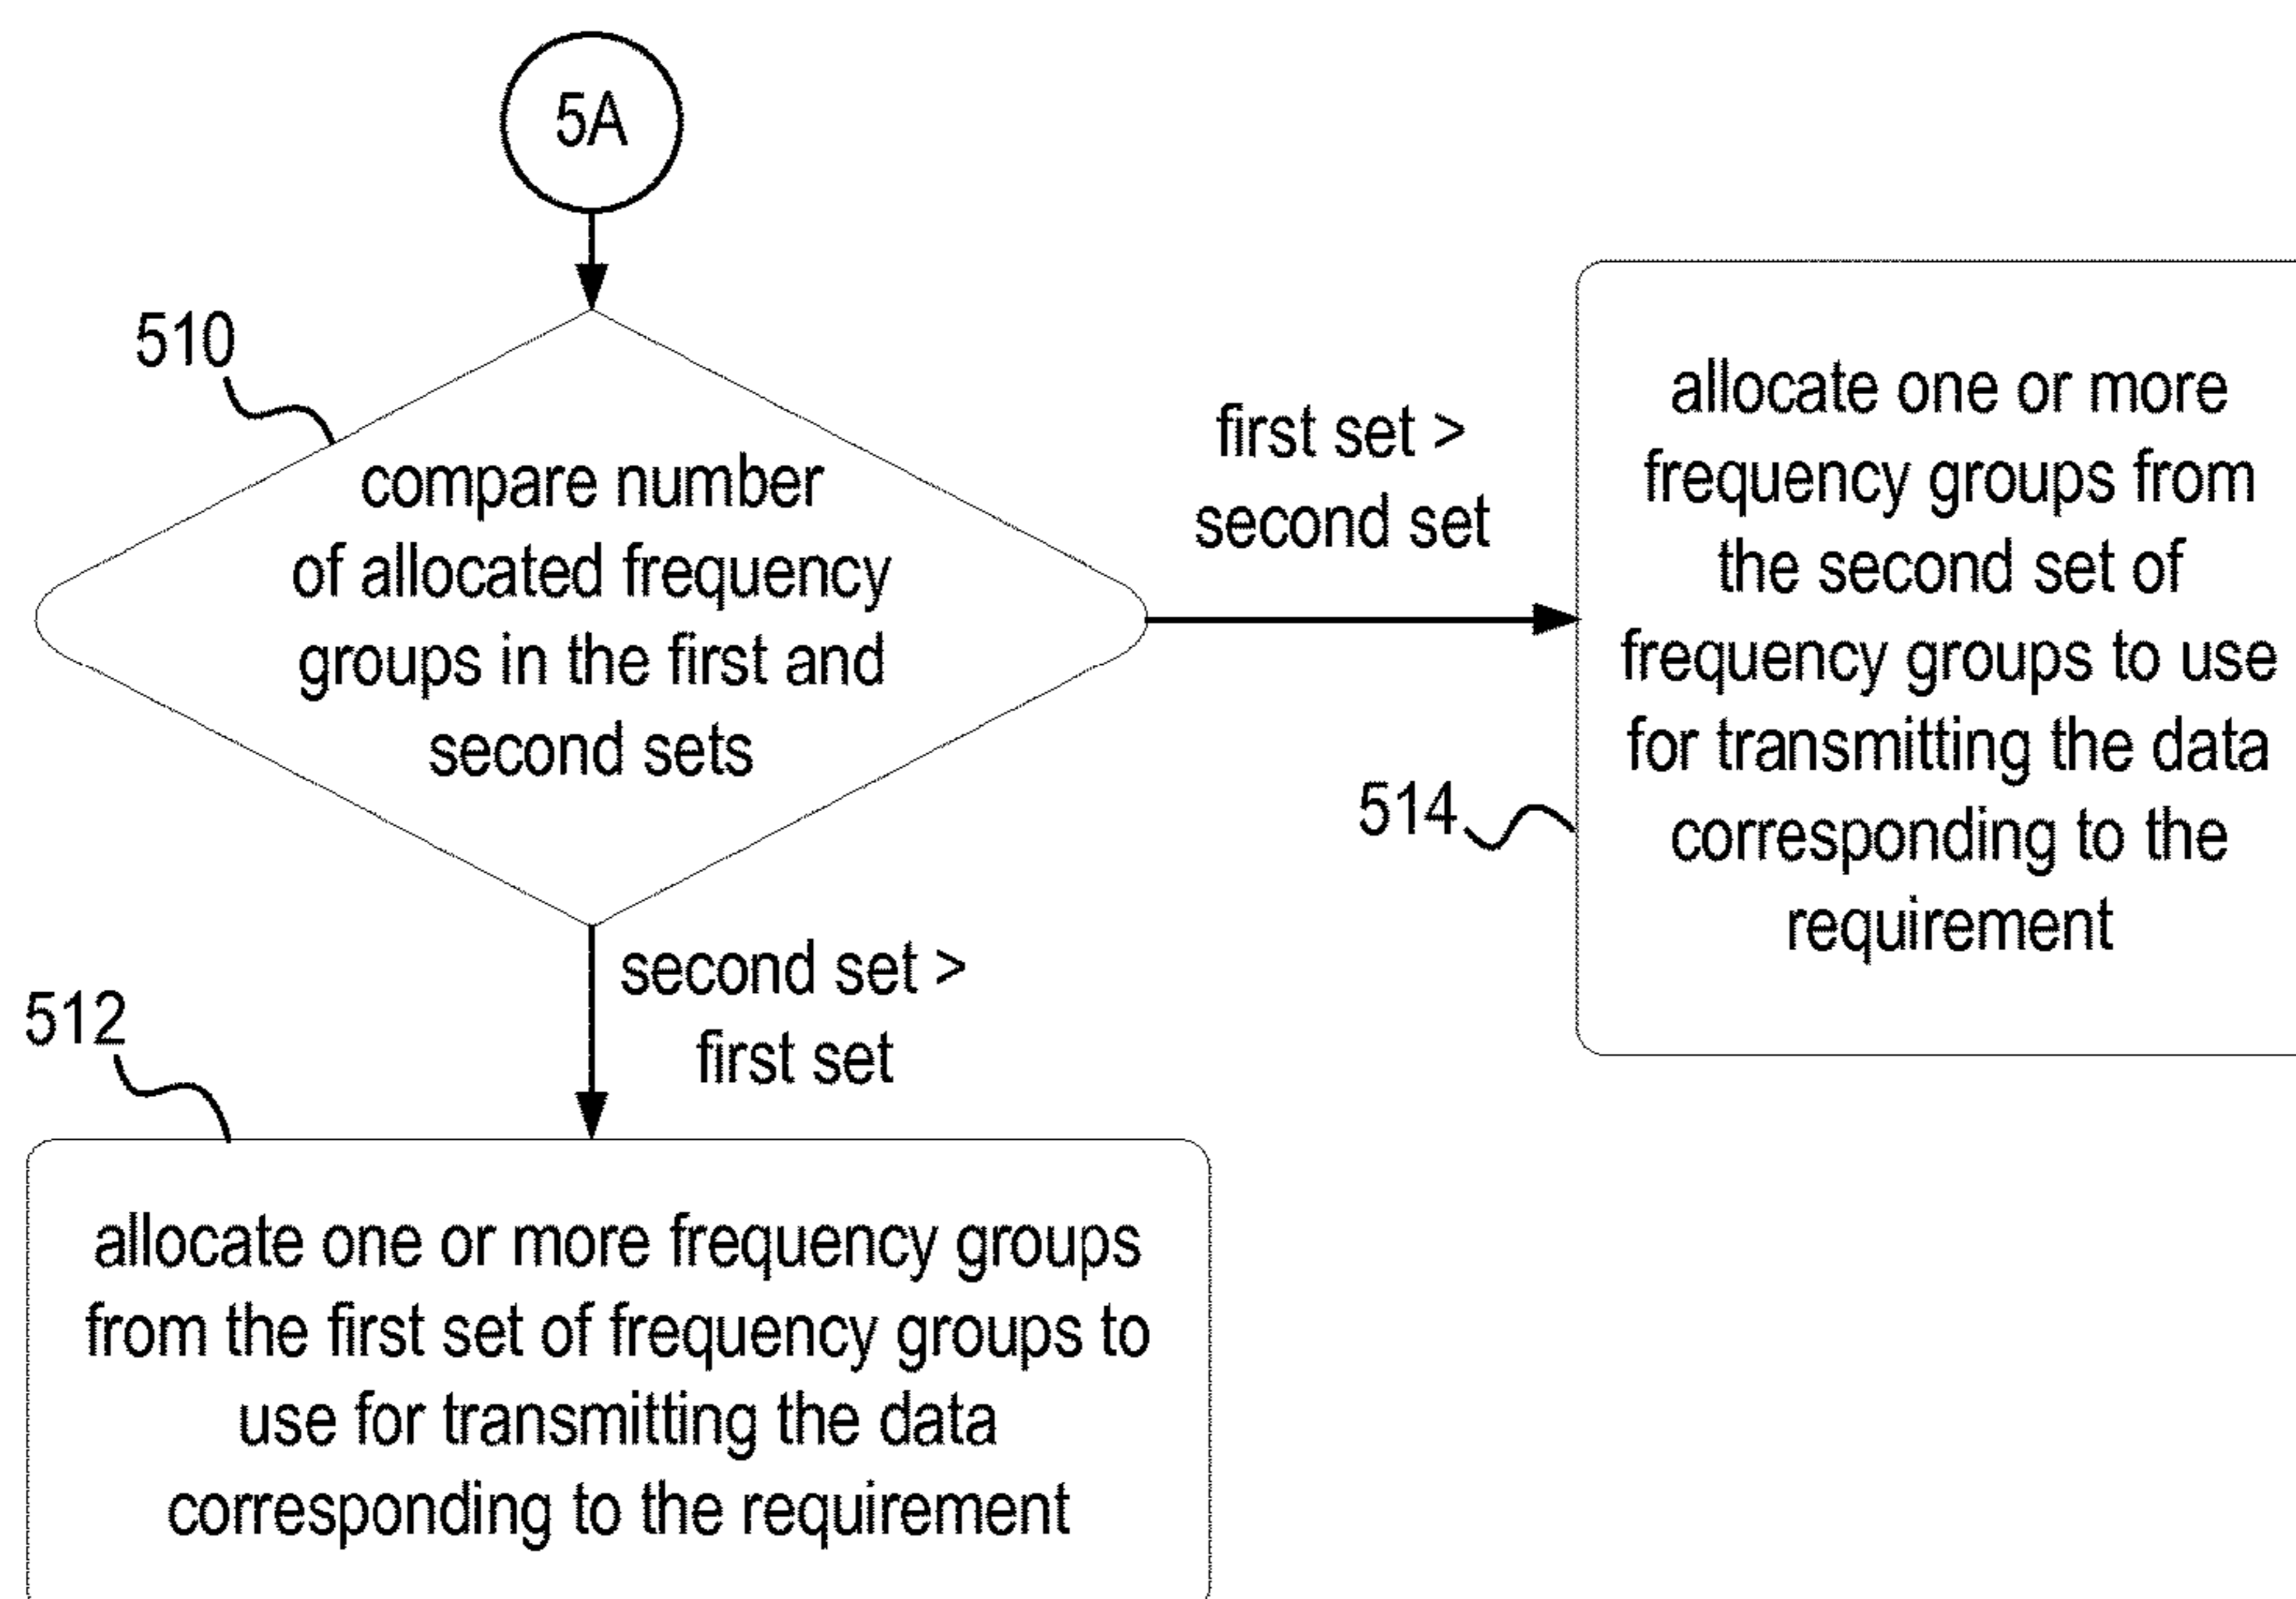 5A
510
compare number
of allocated frequency
groups in the first and
second sets
first set >
second set
allocate one or more
frequency groups from
the second set of
frequency groups to use
for transmitting the data
corresponding to the
requirement
514
second set >
first set
512
allocate one or more frequency groups
from the first set of frequency groups to
use for transmitting the data
corresponding to the requirement